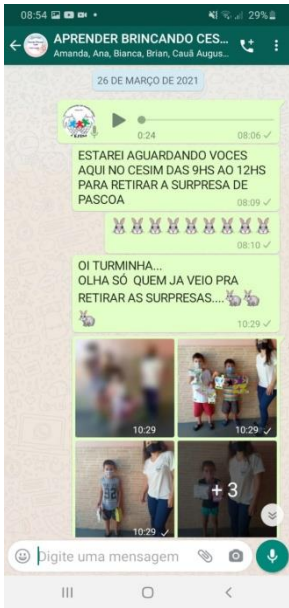 08:54 29%
APRENDER BRINCANDO CES...
Amanda, Ana, Bianca, Brian, Cauã Augus...
26 DE MARÇO DE 2021
0:24 08:06
ESTAREI AGUARDANDO VOCES
AQUI NO CESIM DAS 9HS AO 12HS
PARA RETIRAR A SURPRESA DE
PASCOA 08:09
08:10
OI TURMINHA...
OLHA SÓ QUEM JA VEIO PRA
RETIRAR AS SURPRESAS....
10:29
10:29 10:29
10:29 + 3
Digite uma mensagem